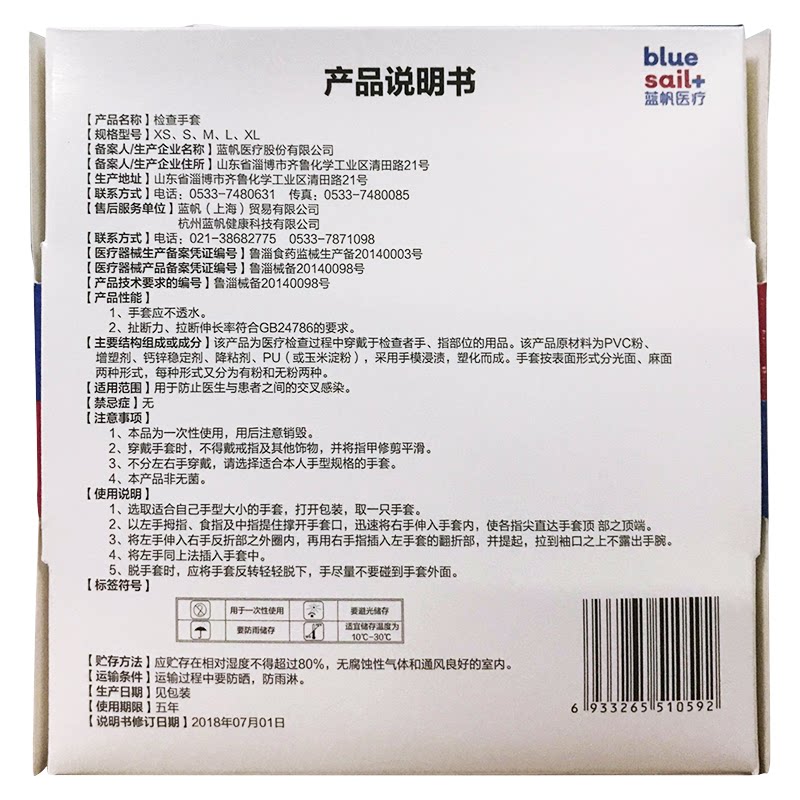 blue
sail+
蓝帆医疗
产品说明书
【产品名称】检查手套
【规格型号】XS、S、M、L、XL
【备案人/生产企业名称】蓝帆医疗股份有限公司
【备案人/生产企业住所】山东省淄博市齐鲁化学工业区清田路21号
【生产地址】山东省淄博市齐鲁化学工业区清田路21号
【联系方式】电话：0533-7480631 传真：0533-7480085
【售后服务单位】蓝帆（上海）贸易有限公司
杭州蓝帆健康科技有限公司
【联系方式】电话：021-38682775 0533-7871098
【医疗器械生产备案凭证编号】鲁淄食药监械生产备20140003号
【医疗器械产品备案凭证编号】鲁淄械备20140098号
【产品技术要求的编号】鲁淄械备20140098号
【产品性能】
1、手套应不透水。
2、扯断力、拉断伸长率符合GB24786的要求。
【主要结构组成或成分】该产品为医疗检查过程中穿戴于检查者手、指部位的用品。该产品原材料为PVC粉、
增塑剂、钙锌稳定剂、降粘剂、PU（或玉米淀粉），采用手模浸渍，塑化而成。手套按表面形式分光面、麻面
两种形式，每种形式又分为有粉和无粉两种。
【适用范围】用于防止医生与患者之间的交叉感染。
【禁忌症】无
【注意事项】
1、本品为一次性使用，用后注意销毁。
2、穿戴手套时，不得戴戒指及其他饰物，并将指甲修剪平滑。
3、不分左右手穿戴，请选择适合本人手型规格的手套。
4、本产品非无菌。
【使用说明】
1、选取适合自己手型大小的手套，打开包装，取一只手套。
2、以左手拇指、食指及中指提住撑开手套口，迅速将右手伸入手套内，使各指尖直达手套顶 部之顶端。
3、将左手伸入右手反折部之外圈内，再用右手指插入左手套的翻折部，并提起，拉到袖口之上不露出手腕。
4、将左手同上法插入手套中。
5、脱手套时，应将手套反转轻轻脱下，手尽量不要碰到手套外面。
【标签符号】
用于一次性使用 要避光储存
要防雨储存 适宜储存温度为
10℃-30℃
【贮存方法】应贮存在相对湿度不得超过80%，无腐蚀性气体和通风良好的室内。
【运输条件】运输过程中要防晒，防雨淋。
【生产日期】见包装
【使用期限】五年
【说明书修订日期】2018年07月01日
6 933265 510592